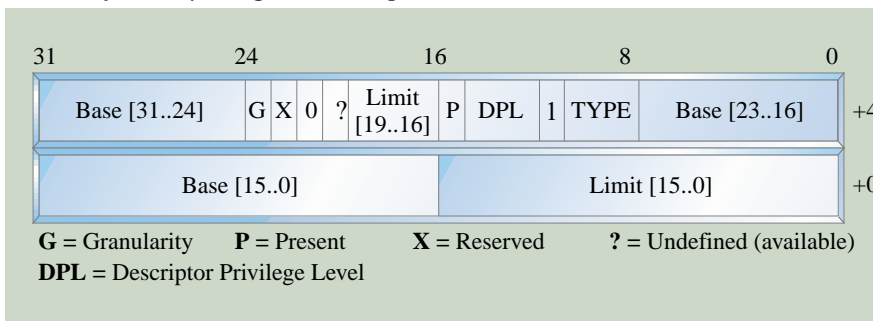 31 24 16 8 0
Base [31..24] G X 0 ? Limit [19..16] P DPL 1 TYPE Base [23..16] +4
Base [15..0] Limit [15..0] +0
G = Granularity P = Present X = Reserved ? = Undefined (available)
DPL = Descriptor Privilege Level